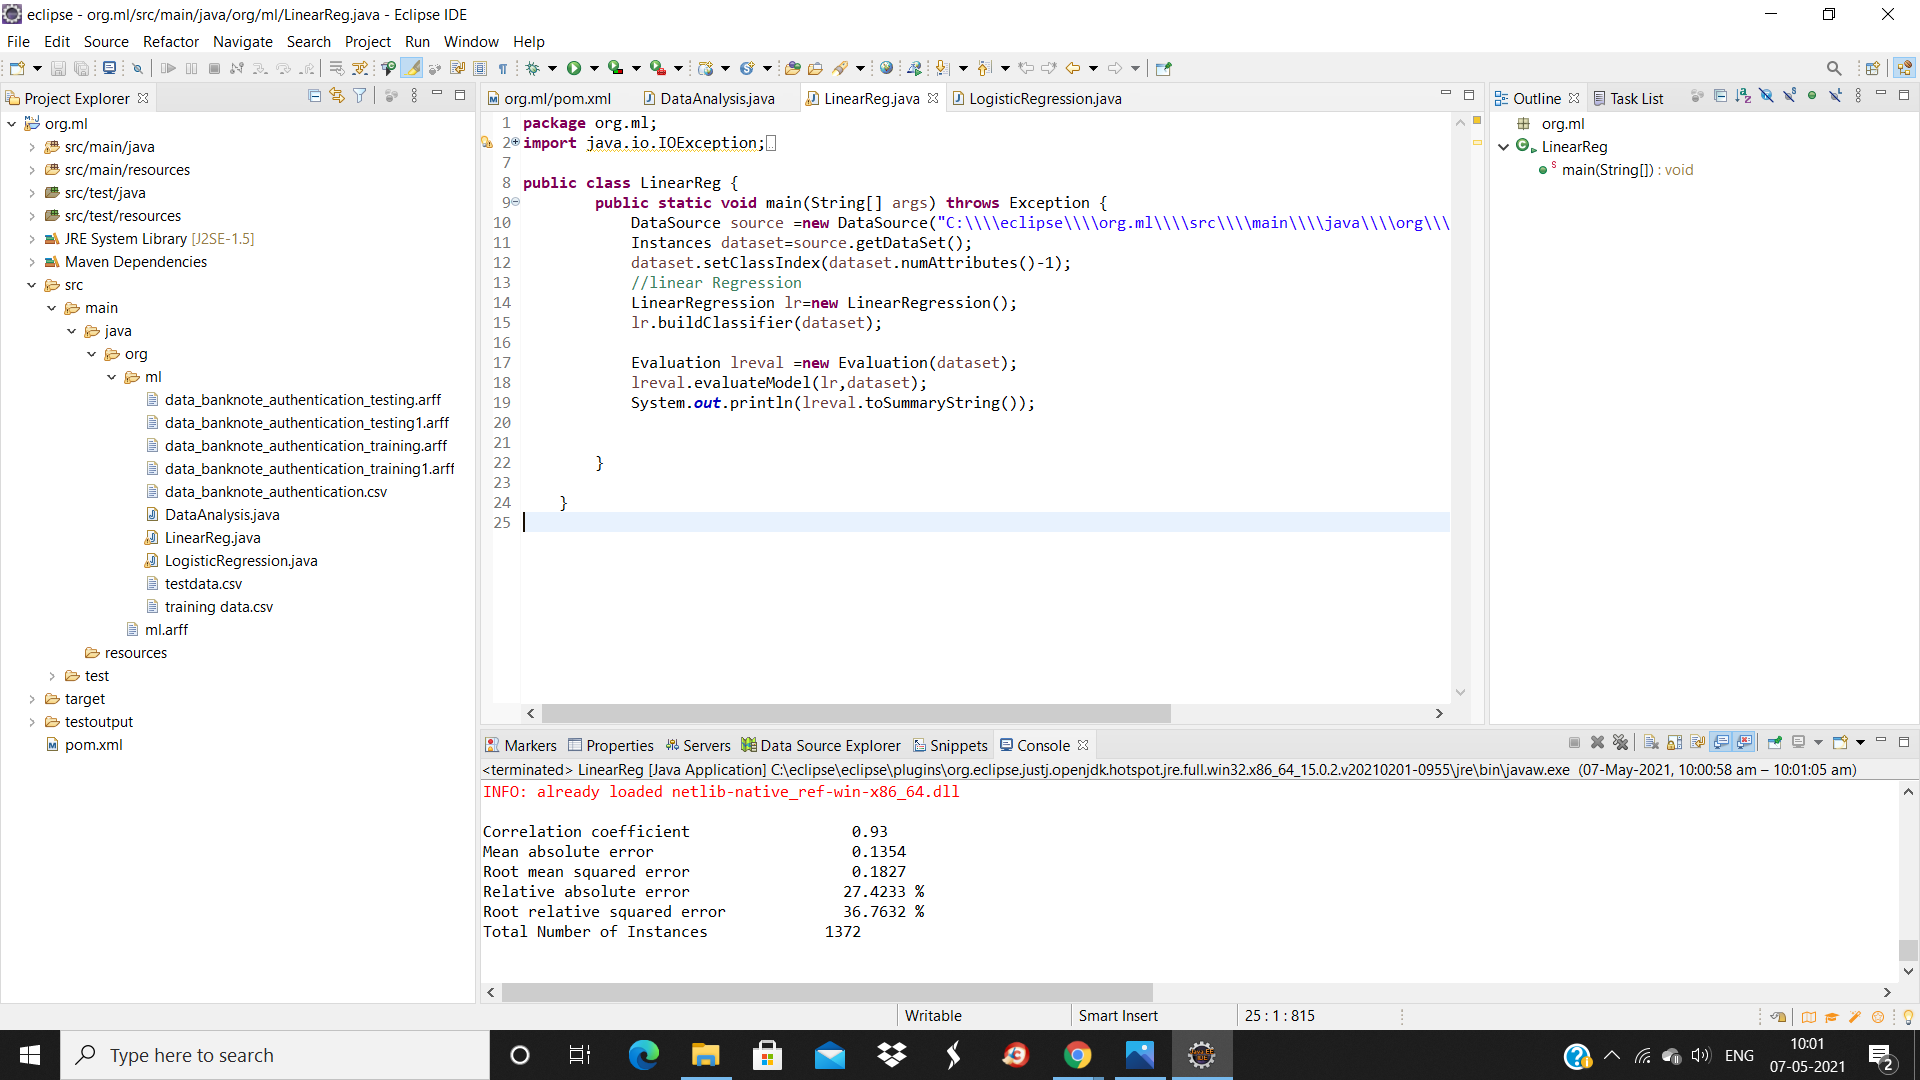 eclipse - org.ml/src/main/java/org/ml/LinearReg.java - Eclipse IDE
File Edit Source Refactor Navigate Search Project Run Window Help
Project Explorer
org.ml
src/main/java
src/main/resources
src/test/java
src/test/resources
JRE System Library [J2SE-1.5]
Maven Dependencies
src
main
java
org
ml
data_banknote_authentication_testing.arff
data_banknote_authentication_testing1.arff
data_banknote_authentication_training.arff
data_banknote_authentication_training1.arff
data_banknote_authentication.csv
DataAnalysis.java
LinearReg.java
LogisticRegression.java
testdata.csv
training data.csv
ml.arff
resources
test
target
testoutput
pom.xml
org.ml/pom.xml DataAnalysis.java LinearReg.java LogisticRegression.java
1 package org.ml;
2 import java.io.IOException;
7
8 public class LinearReg {
9 public static void main(String[] args) throws Exception {
10 DataSource source =new DataSource("C:\\\\eclipse\\\\org.ml\\\\src\\\\main\\\\java\\\\org\\\
11 Instances dataset=source.getDataSet();
12 dataset.setClassIndex(dataset.numAttributes()-1);
13 //linear Regression
14 LinearRegression lr=new LinearRegression();
15 lr.buildClassifier(dataset);
16
17 Evaluation lreval =new Evaluation(dataset);
18 lreval.evaluateModel(lr,dataset);
19 System.out.println(lreval.toSummaryString());
20
21
22 }
23
24 }
25
Outline Task List
org.ml
LinearReg
main(String[]) : void
Markers Properties Servers Data Source Explorer Snippets Console
<terminated> LinearReg [Java Application] C:\eclipse\eclipse\plugins\org.eclipse.justj.openjdk.hotspot.jre.full.win32.x86_64_15.0.2.v20210201-0955\jre\bin\javaw.exe (07-May-2021, 10:00:58 am – 10:01:05 am)
INFO: already loaded netlib-native_ref-win-x86_64.dll
Correlation coefficient 0.93
Mean absolute error 0.1354
Root mean squared error 0.1827
Relative absolute error 27.4233 %
Root relative squared error 36.7632 %
Total Number of Instances 1372
Writable Smart Insert 25 : 1 : 815
Type here to search
ENG
10:01
07-05-2021
2